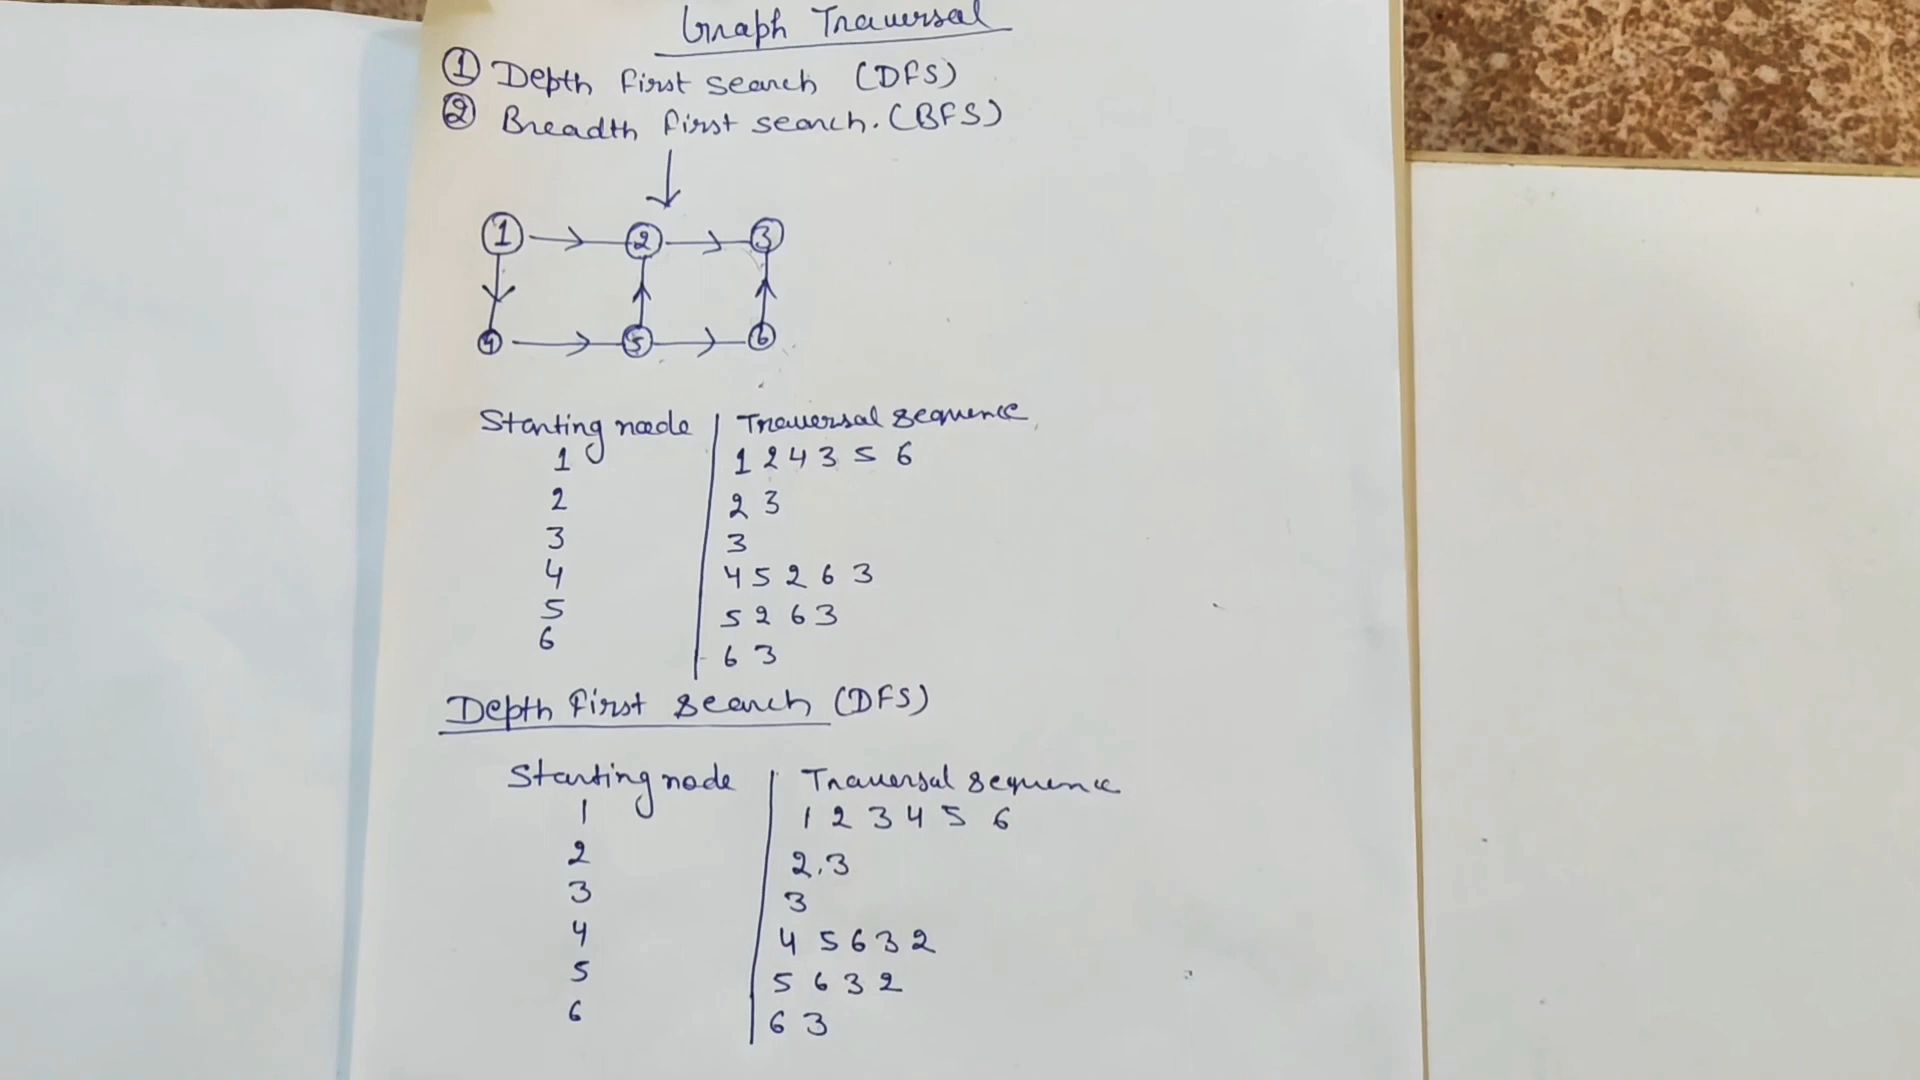 Graph Traversal
① Depth first search (DFS)
② Breadth first search. (BFS)
1 2 3
4 5 6
Starting node | Traversal sequence
1 | 1 2 4 3 5 6
2 | 2 3
3 | 3
4 | 4 5 2 6 3
5 | 5 2 6 3
6 | 6 3
Depth first search (DFS)
Starting node | Traversal sequence
1 | 1 2 3 4 5 6
2 | 2,3
3 | 3
4 | 4 5 6 3 2
5 | 5 6 3 2
6 | 6 3